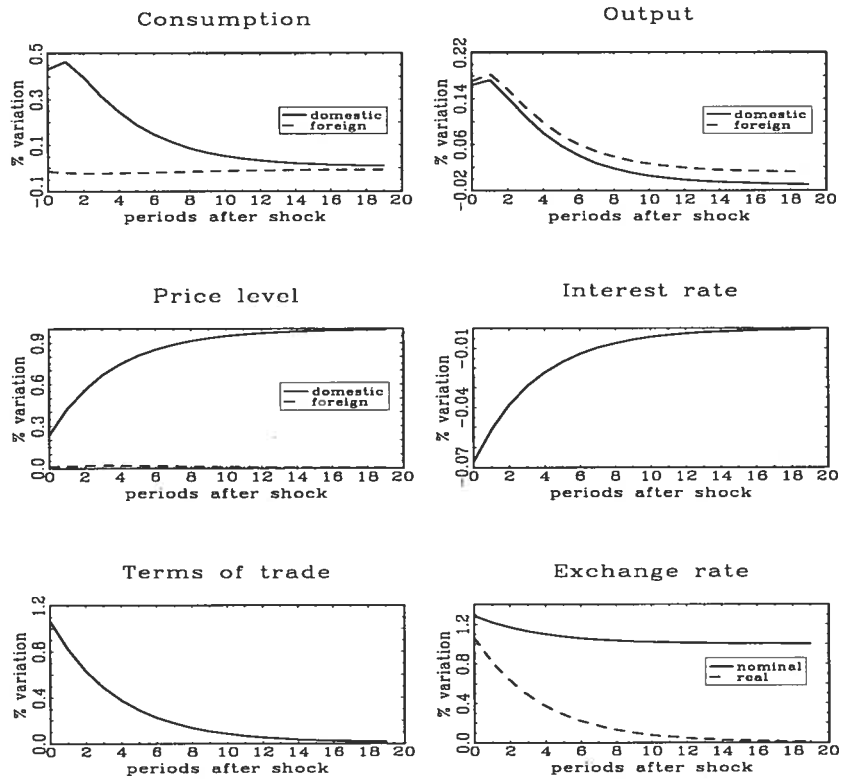 Consumption
% variation
-0.1 0.1 0.3 0.5
domestic
foreign
0 2 4 6 8 10 12 14 16 18 20
periods after shock
Output
% variation
-0.02 0.06 0.14 0.22
domestic
foreign
0 2 4 6 8 10 12 14 16 18 20
periods after shock
Price level
% variation
0.0 0.3 0.6 0.9
domestic
foreign
0 2 4 6 8 10 12 14 16 18 20
periods after shock
Interest rate
% variation
-0.07 -0.04 -0.01
0 2 4 6 8 10 12 14 16 18 20
periods after shock
Terms of trade
% variation
0.0 0.4 0.8 1.2
0 2 4 6 8 10 12 14 16 18 20
periods after shock
Exchange rate
% variation
0.0 0.4 0.8 1.2
nominal
real
0 2 4 6 8 10 12 14 16 18 20
periods after shock